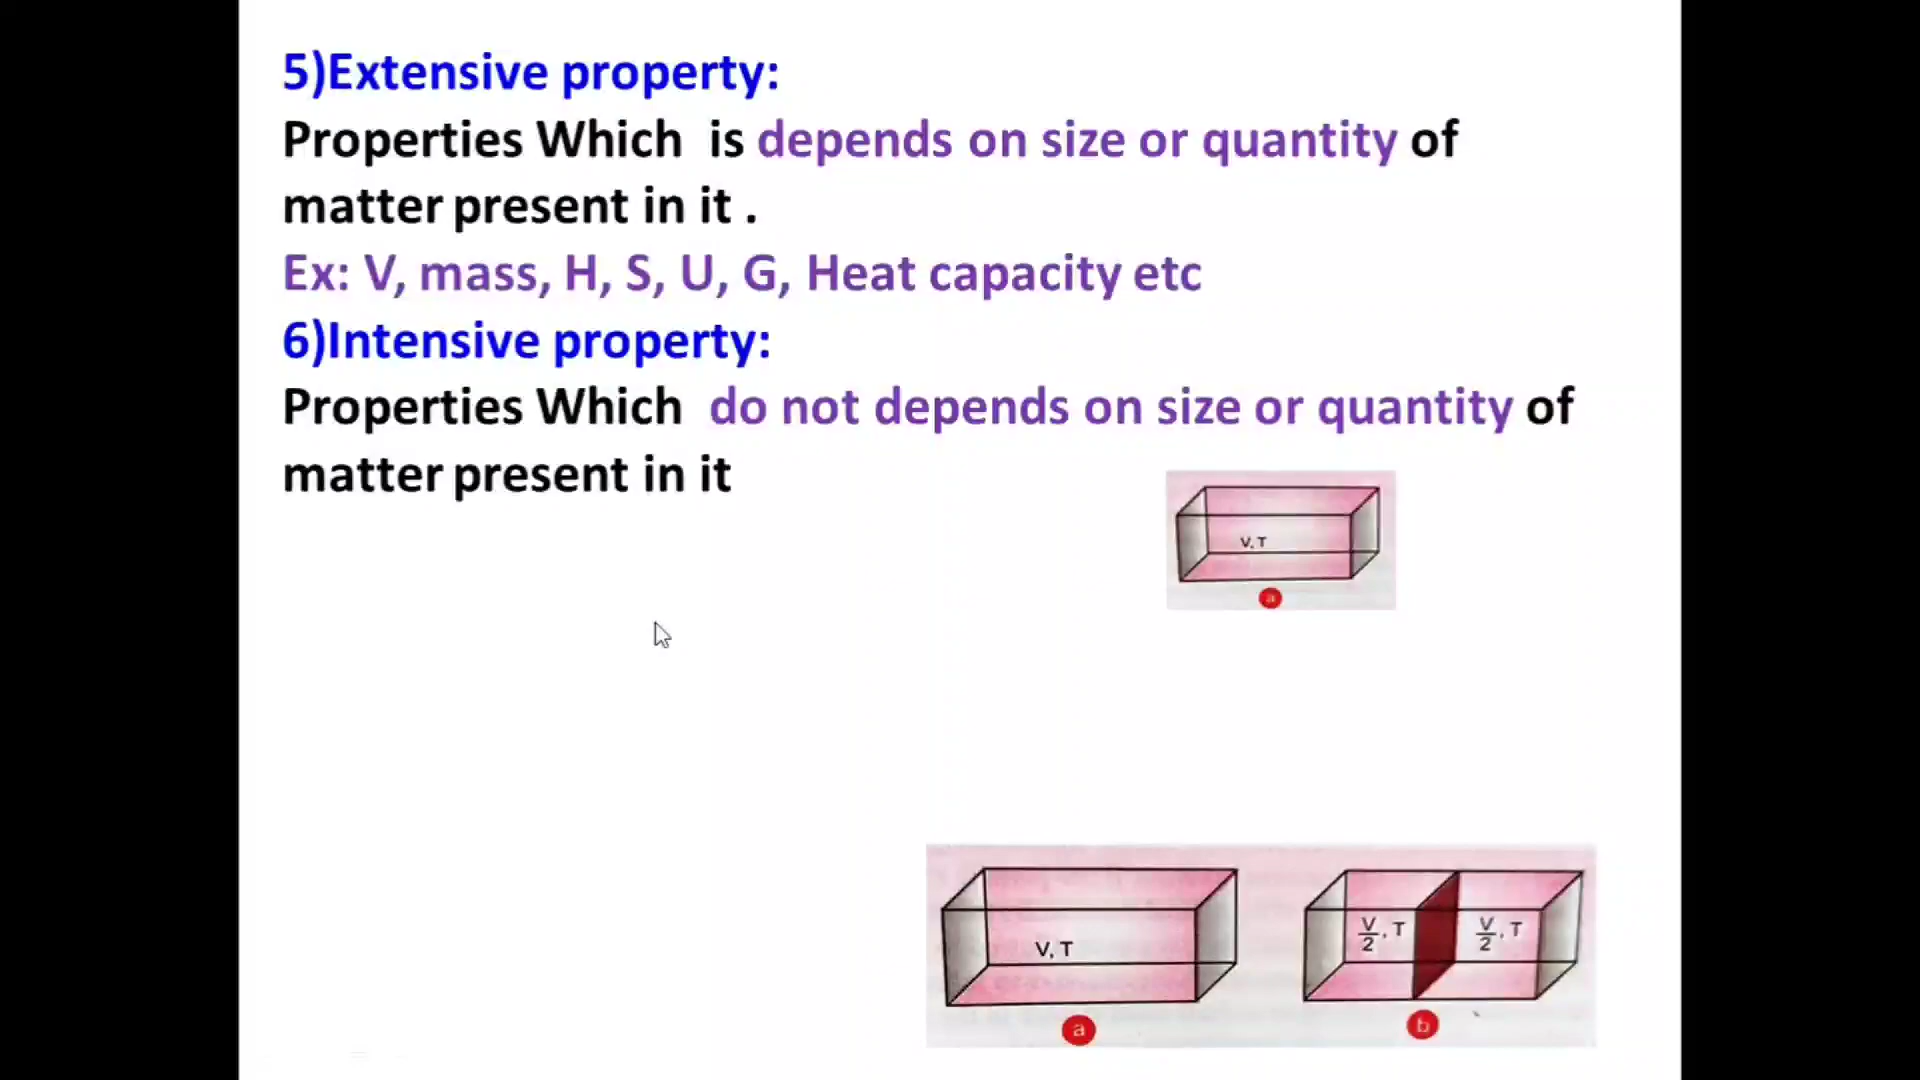 5)Extensive property:
Properties Which is depends on size or quantity of
matter present in it .
Ex: V, mass, H, S, U, G, Heat capacity etc
6)Intensive property:
Properties Which do not depends on size or quantity of
matter present in it
V, T
a
V, T
V/2, T
V/2, T
a
b